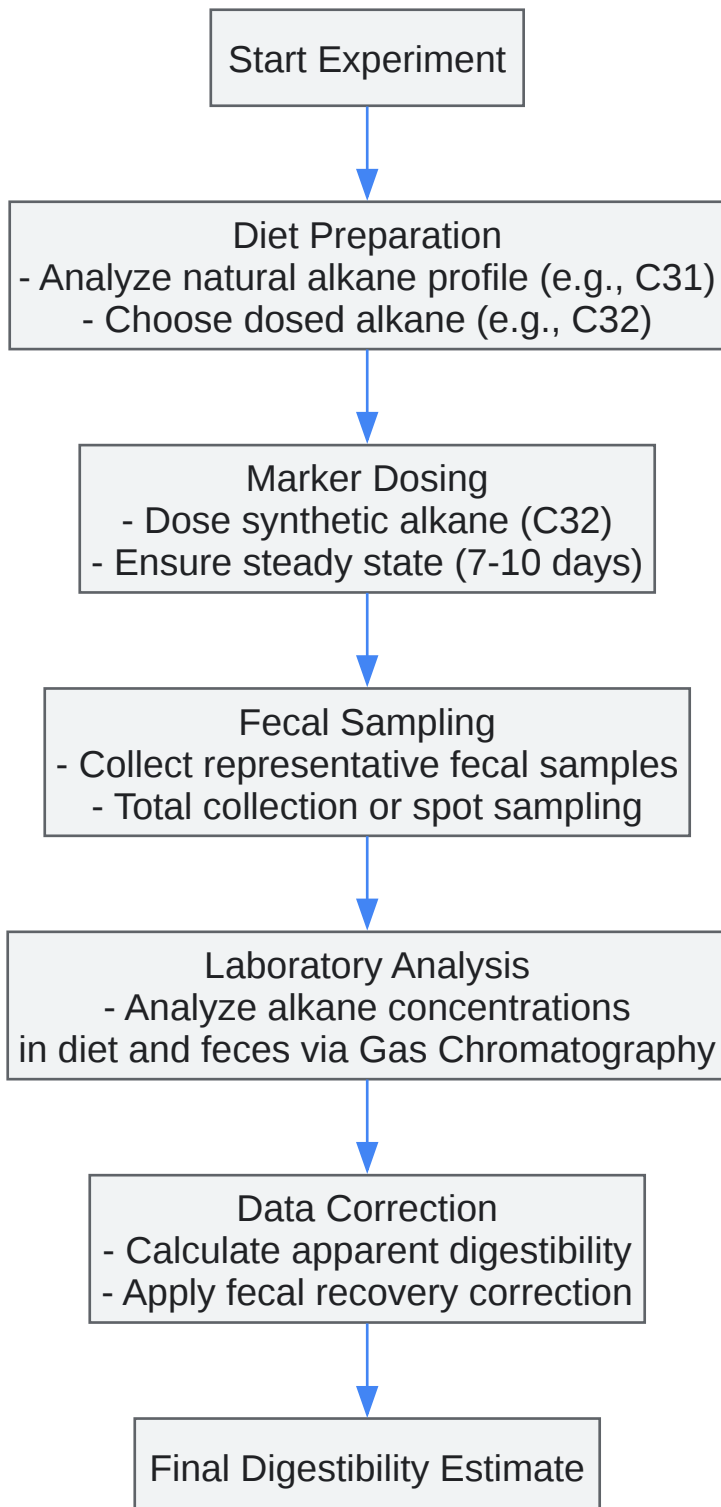 Start Experiment
Diet Preparation
- Analyze natural alkane profile (e.g., C31)
- Choose dosed alkane (e.g., C32)
Marker Dosing
- Dose synthetic alkane (C32)
- Ensure steady state (7-10 days)
Fecal Sampling
- Collect representative fecal samples
- Total collection or spot sampling
Laboratory Analysis
- Analyze alkane concentrations
in diet and feces via Gas Chromatography
Data Correction
- Calculate apparent digestibility
- Apply fecal recovery correction
Final Digestibility Estimate